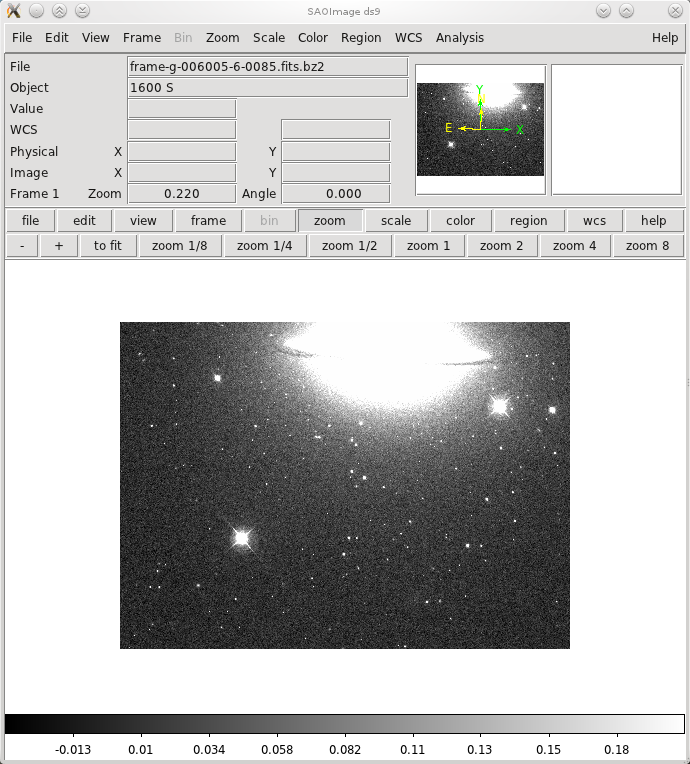 SAOImage ds9
File Edit View Frame Bin Zoom Scale Color Region WCS Analysis Help
File frame-g-006005-6-0085.fits.bz2
Object 1600 S
Value
WCS
Physical X Y
Image X Y
Frame 1 Zoom 0.220 Angle 0.000
Y
N
E X
file edit view frame bin zoom scale color region wcs help
- + to fit zoom 1/8 zoom 1/4 zoom 1/2 zoom 1 zoom 2 zoom 4 zoom 8
-0.013 0.01 0.034 0.058 0.082 0.11 0.13 0.15 0.18